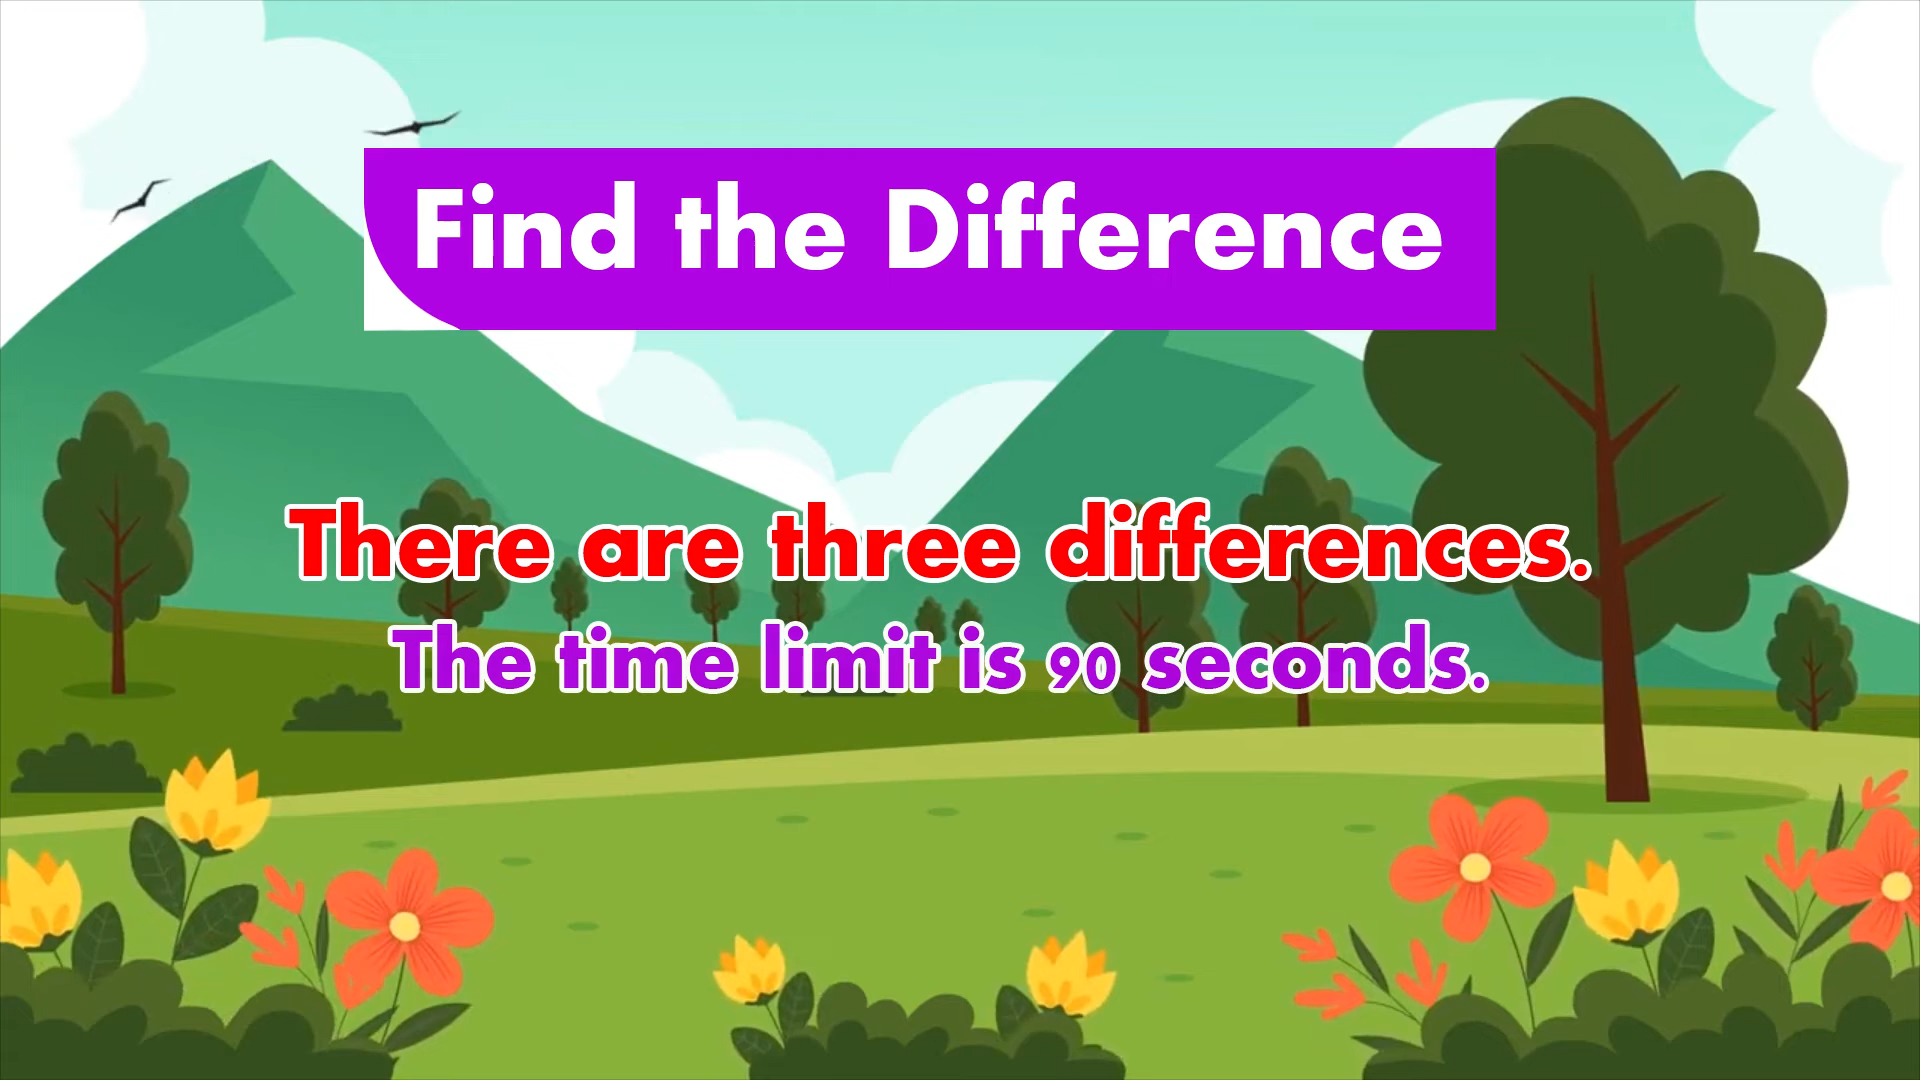 Find the Difference
There are three differences.
The time limit is 90 seconds.